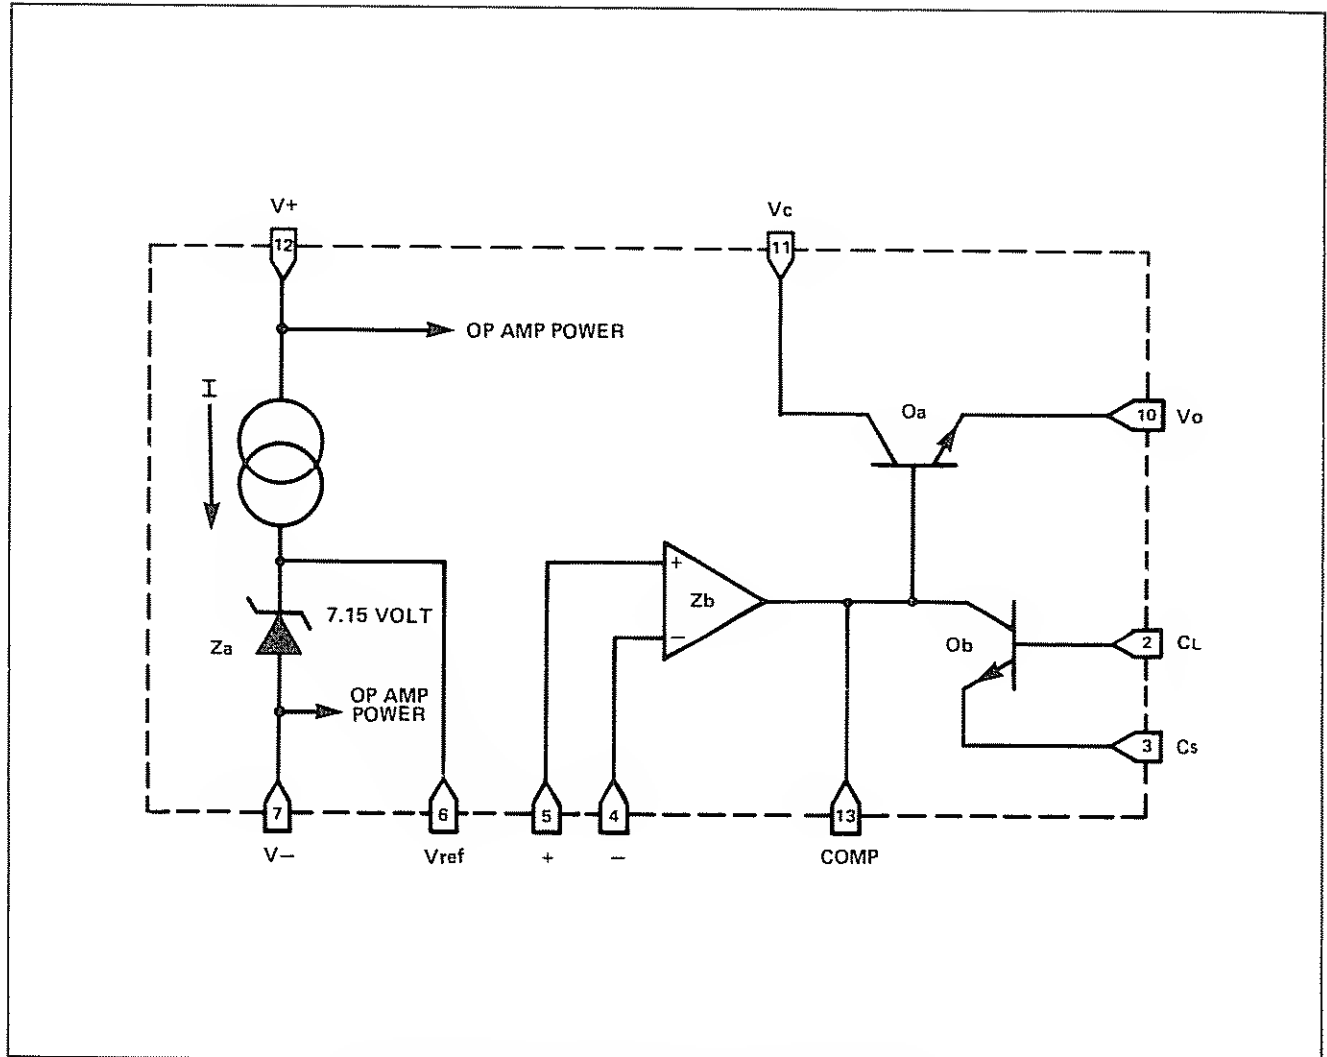 V+
Vc
12
11
OP AMP POWER
I
Oa
10
Vo
+
Zb
7.15 VOLT
Za
−
Ob
2
CL
OP AMP
POWER
3
Cs
7
6
5
4
13
V−
Vref
+
−
COMP